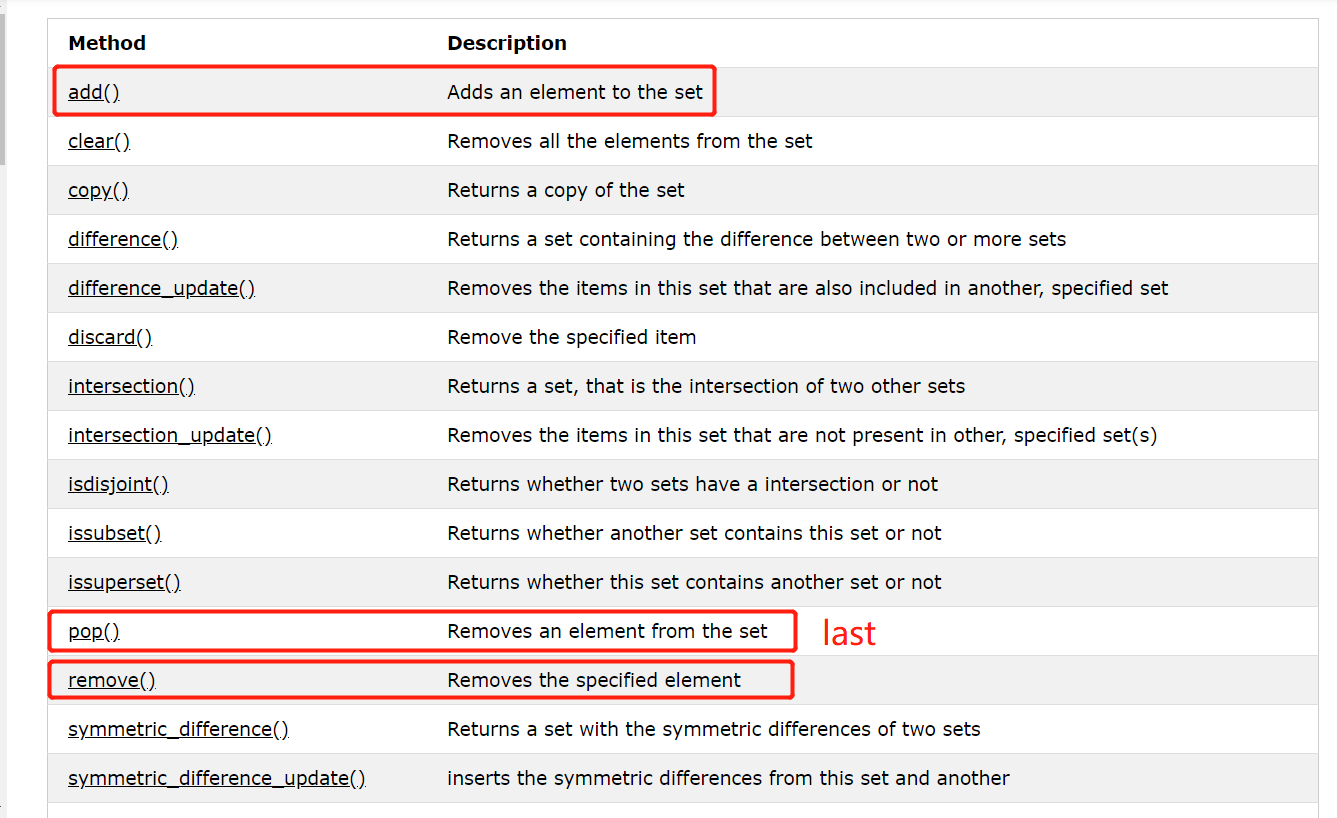 Method Description
add() Adds an element to the set
clear() Removes all the elements from the set
copy() Returns a copy of the set
difference() Returns a set containing the difference between two or more sets
difference_update() Removes the items in this set that are also included in another, specified set
discard() Remove the specified item
intersection() Returns a set, that is the intersection of two other sets
intersection_update() Removes the items in this set that are not present in other, specified set(s)
isdisjoint() Returns whether two sets have a intersection or not
issubset() Returns whether another set contains this set or not
issuperset() Returns whether this set contains another set or not
pop() Removes an element from the set last
remove() Removes the specified element
symmetric_difference() Returns a set with the symmetric differences of two sets
symmetric_difference_update() inserts the symmetric differences from this set and another